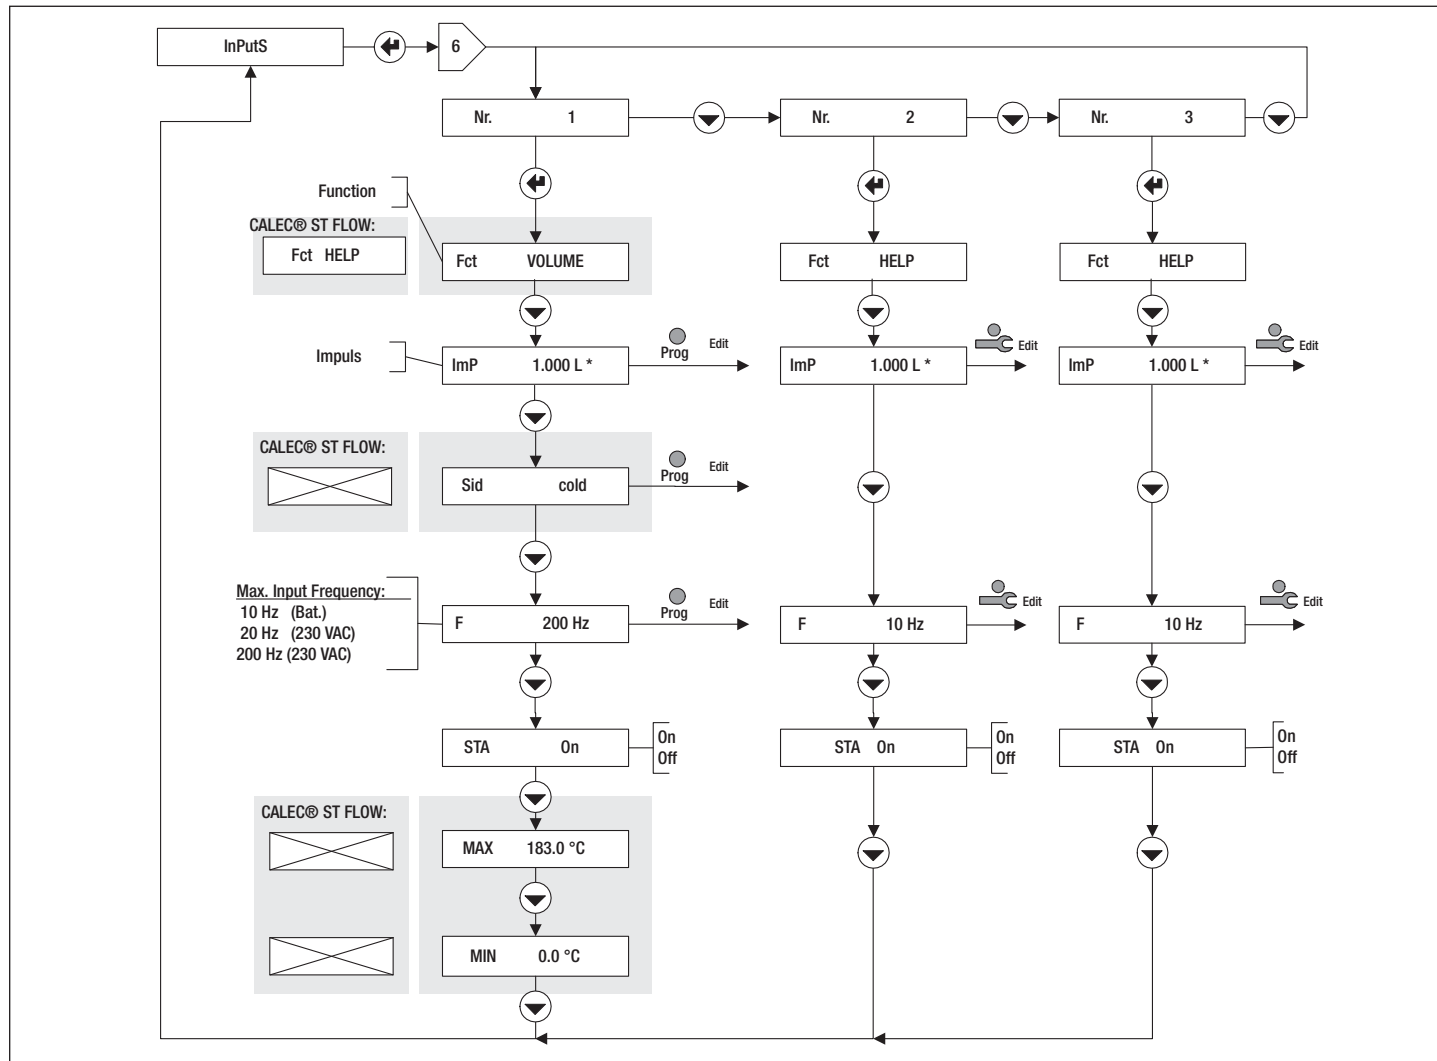 InPutS
6
Nr. 1
Nr. 2
Nr. 3
Function
CALEC® ST FLOW:
Fct HELP
Fct VOLUME
Fct HELP
Fct HELP
Impuls
ImP 1.000 L *
Prog
Edit
ImP 1.000 L *
Edit
ImP 1.000 L *
Edit
CALEC® ST FLOW:
Sid cold
Prog
Edit
Max. Input Frequency:
10 Hz (Bat.)
20 Hz (230 VAC)
200 Hz (230 VAC)
F 200 Hz
Prog
Edit
F 10 Hz
Edit
F 10 Hz
Edit
STA On
On
Off
STA On
On
Off
STA On
On
Off
CALEC® ST FLOW:
MAX 183.0 °C
MIN 0.0 °C